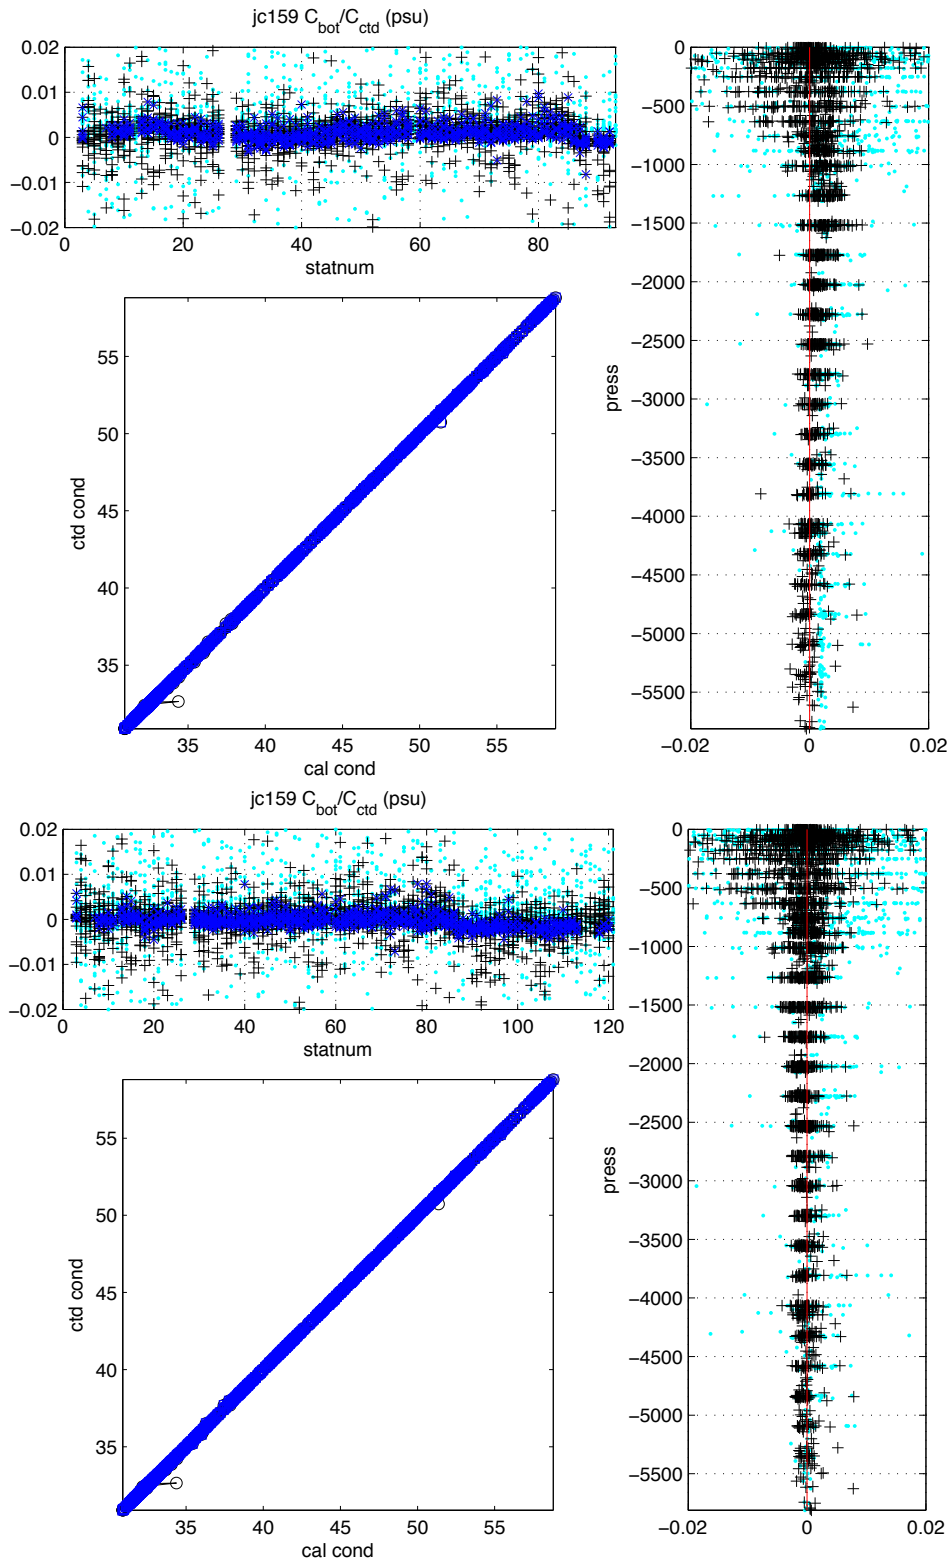 jc159 C_bot/C_ctd (psu)
0.02
0.01
0
−0.01
−0.02
0 20 40 60 80
statnum
55
50
45
40
35
ctd cond
35 40 45 50 55
cal cond
0
−500
−1000
−1500
−2000
−2500
−3000
−3500
−4000
−4500
−5000
−5500
press
−0.02 0 0.02
jc159 C_bot/C_ctd (psu)
0.02
0.01
0
−0.01
−0.02
0 20 40 60 80 100 120
statnum
55
50
45
40
35
ctd cond
35 40 45 50 55
cal cond
0
−500
−1000
−1500
−2000
−2500
−3000
−3500
−4000
−4500
−5000
−5500
press
−0.02 0 0.02